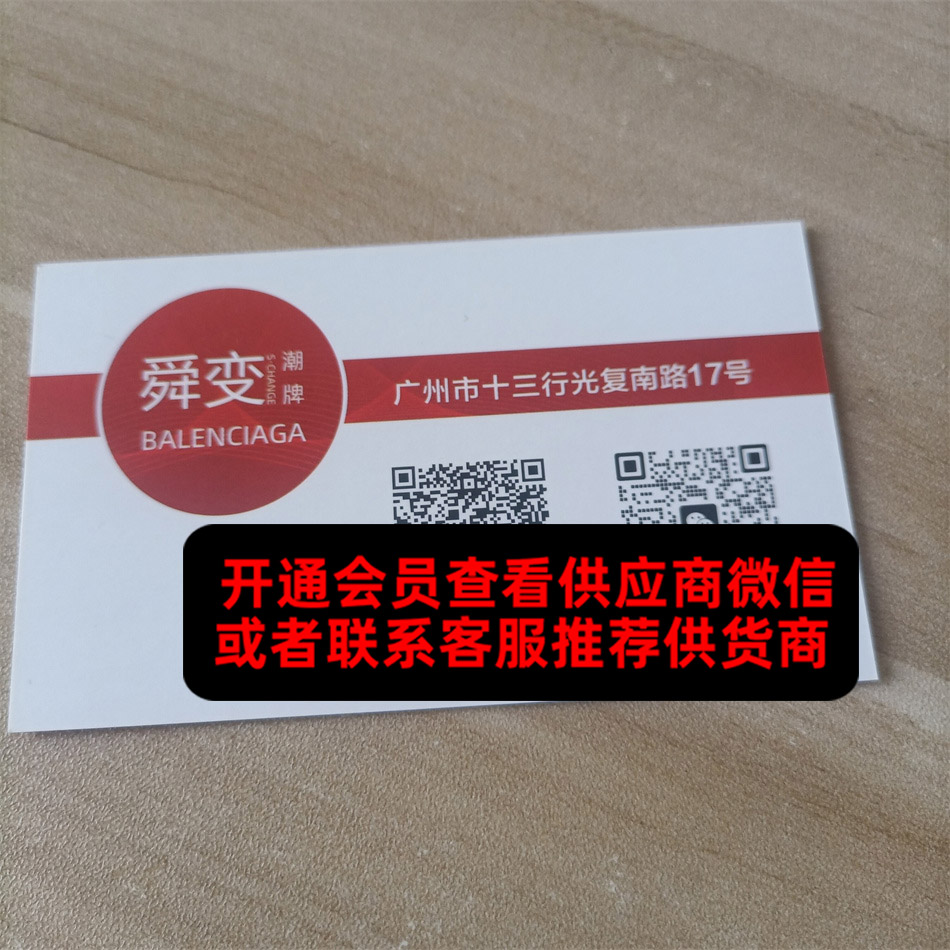 舜变
S·CHANGE
潮牌
BALENCIAGA
广州市十三行光复南路17号
开通会员查看供应商微信
或者联系客服推荐供货商